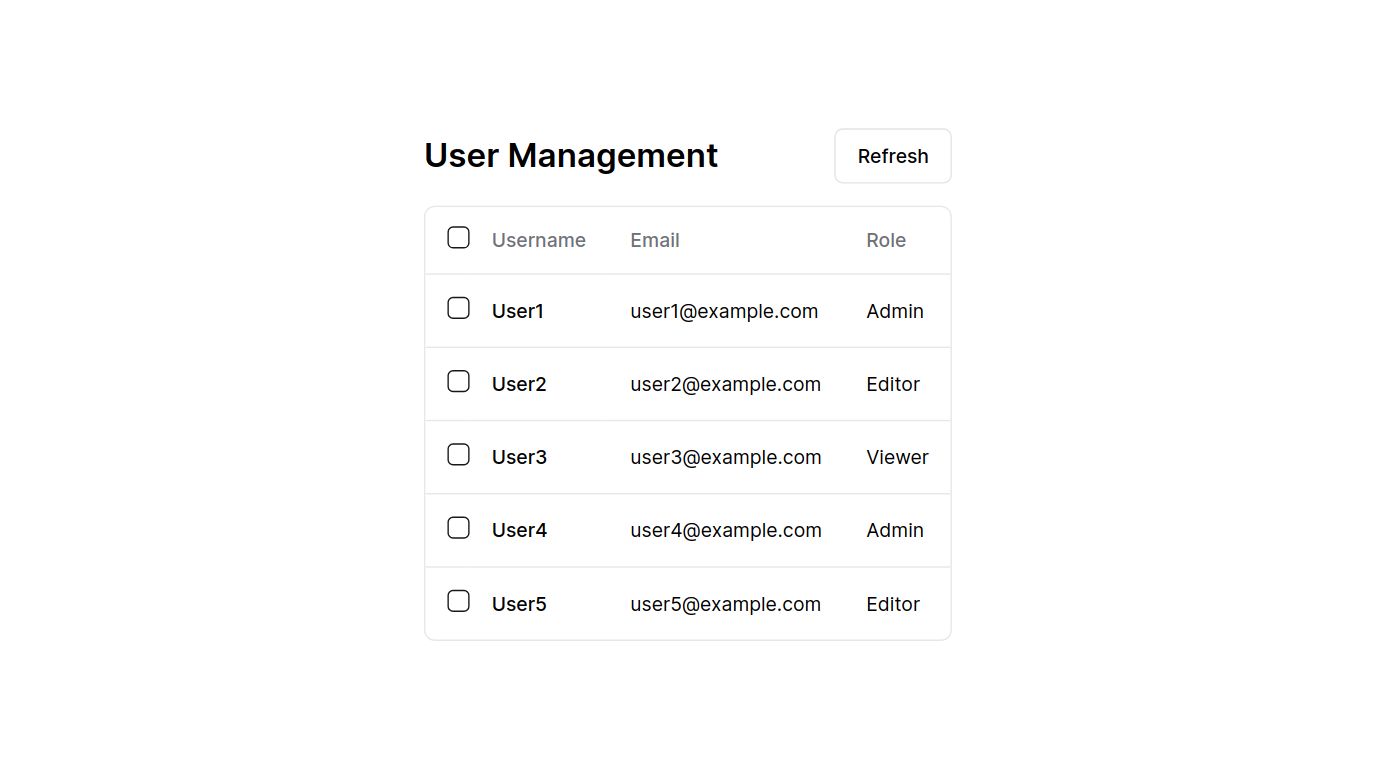 User Management Refresh
Username Email Role
User1 user1@example.com Admin
User2 user2@example.com Editor
User3 user3@example.com Viewer
User4 user4@example.com Admin
User5 user5@example.com Editor